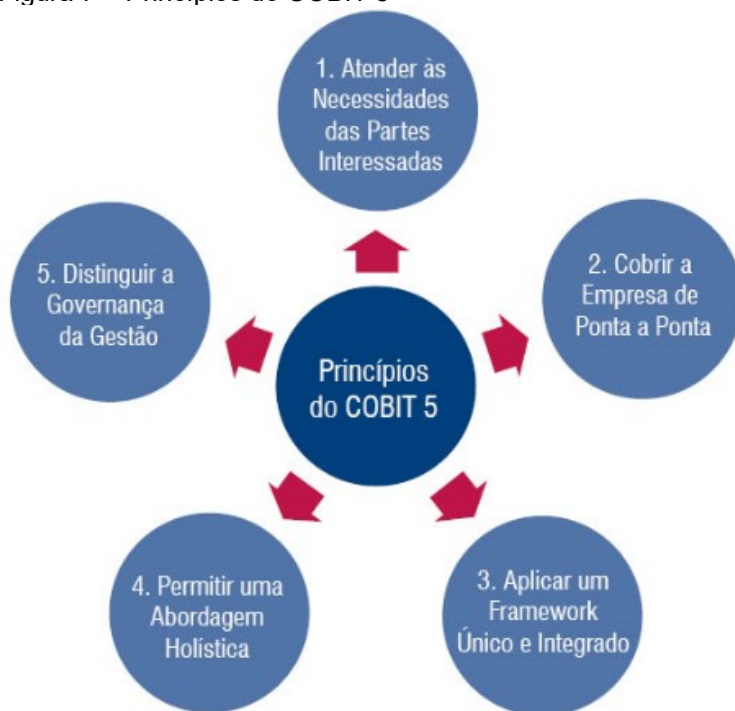 1. Atender às
Necessidades
das Partes
Interessadas
2. Cobrir a
Empresa de
Ponta a Ponta
3. Aplicar um
Framework
Único e Integrado
4. Permitir uma
Abordagem
Holística
5. Distinguir a
Governança
da Gestão
Princípios
do COBIT 5